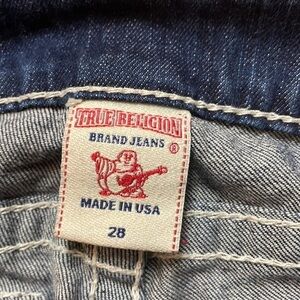 TRUE RELIGION
BRAND JEANS ®
MADE IN USA
28